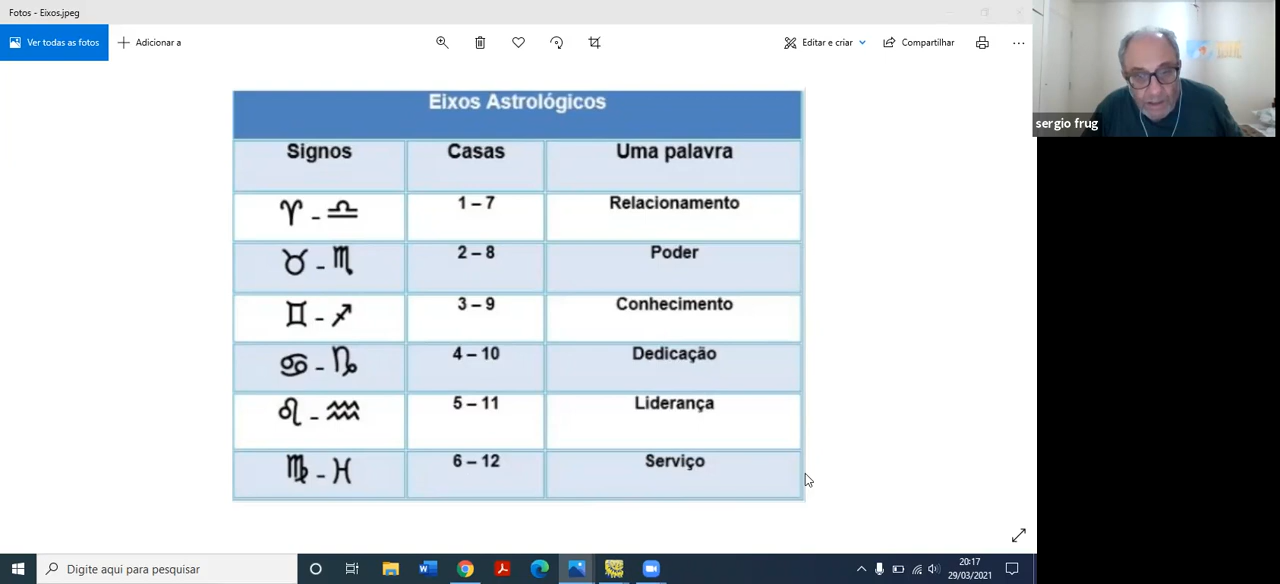 Fotos - Eixos.jpeg
Ver todas as fotos
Adicionar a
Editar e criar
Compartilhar
sergio frug
Eixos Astrológicos
Signos Casas Uma palavra
♈ - ♎ 1 – 7 Relacionamento
♉ - ♏ 2 – 8 Poder
♊ - ♐ 3 – 9 Conhecimento
♋ - ♑ 4 – 10 Dedicação
♌ - ♒ 5 – 11 Liderança
♍ - ♓ 6 – 12 Serviço
Digite aqui para pesquisar
20:17
29/03/2021